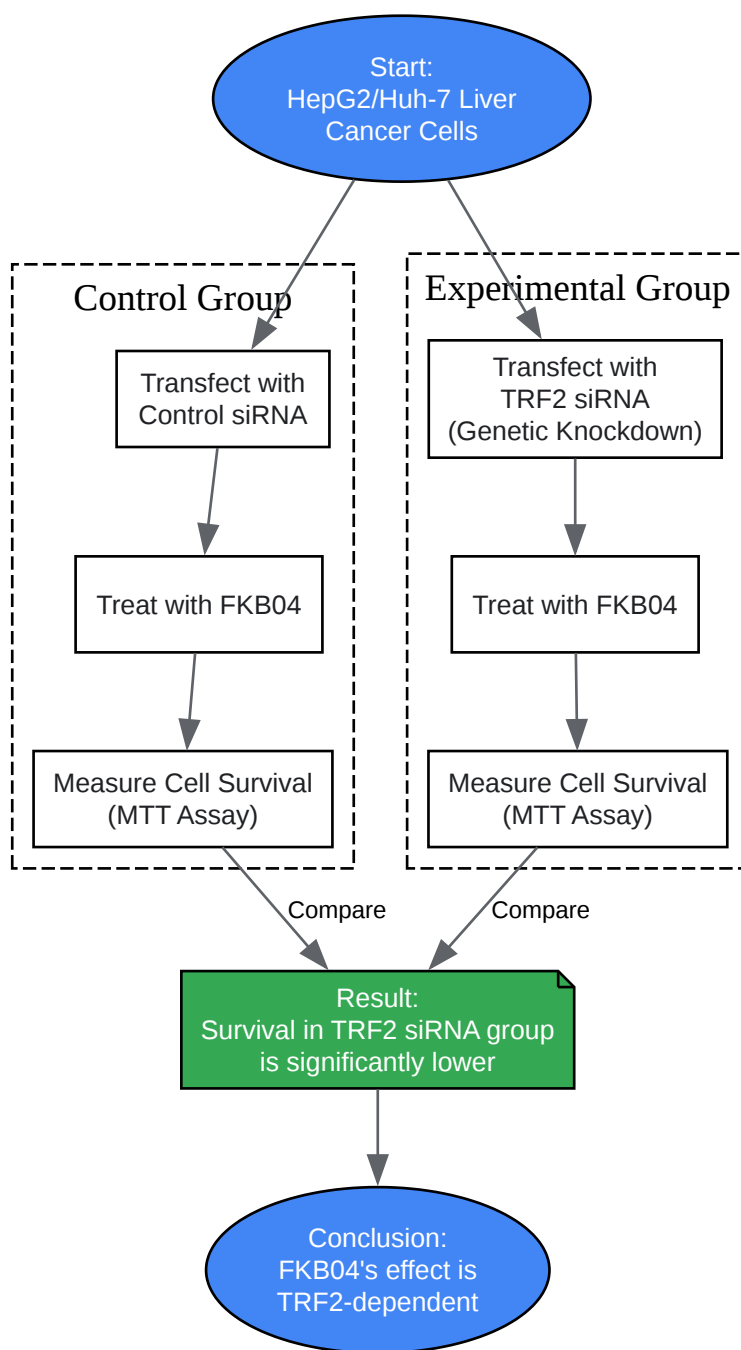 Start:
HepG2/Huh-7 Liver
Cancer Cells
Control Group
Transfect with
Control siRNA
Treat with FKB04
Measure Cell Survival
(MTT Assay)
Compare
Experimental Group
Transfect with
TRF2 siRNA
(Genetic Knockdown)
Treat with FKB04
Measure Cell Survival
(MTT Assay)
Compare
Result:
Survival in TRF2 siRNA group
is significantly lower
Conclusion:
FKB04's effect is
TRF2-dependent